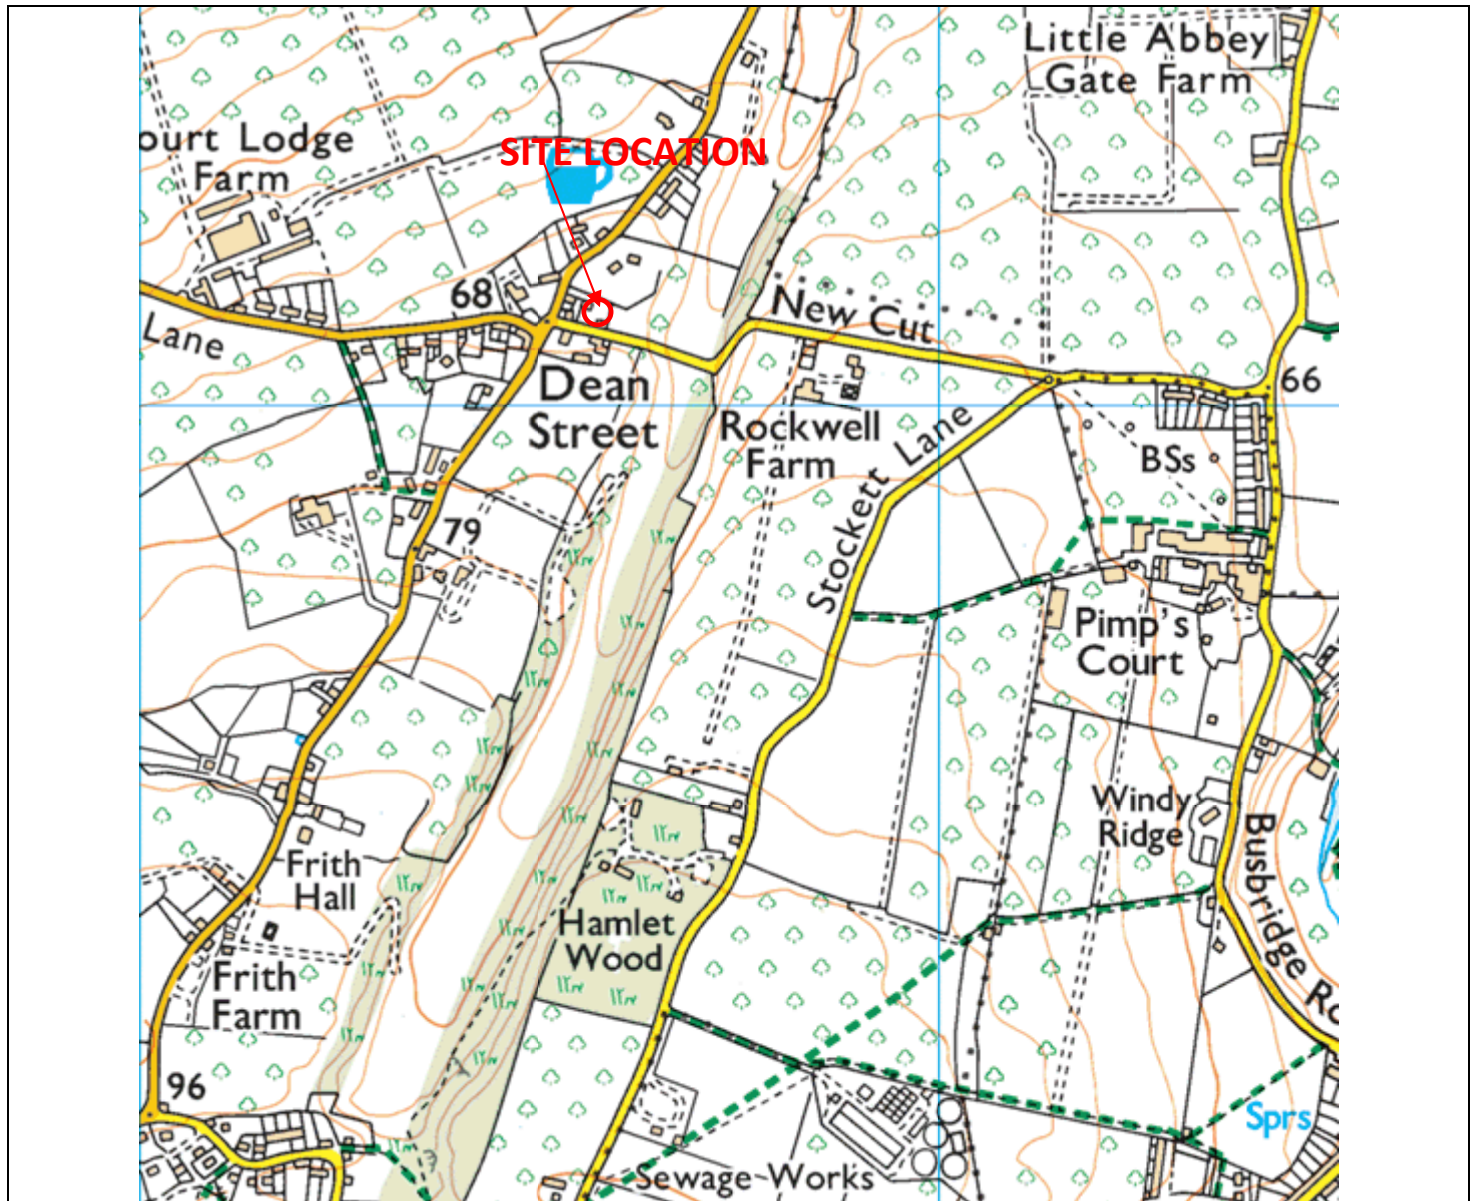 Little Abbey
Gate Farm
ourt Lodge
Farm
SITE LOCATION
68
Lane
New Cut
Dean
Street
66
Rockwell
Farm
Stockett Lane
BSs
79
Pimp's
Court
Windy
Ridge
Busbridge Ro
Frith
Hall
Hamlet
Wood
Frith
Farm
96
Sprs
Sewage Works